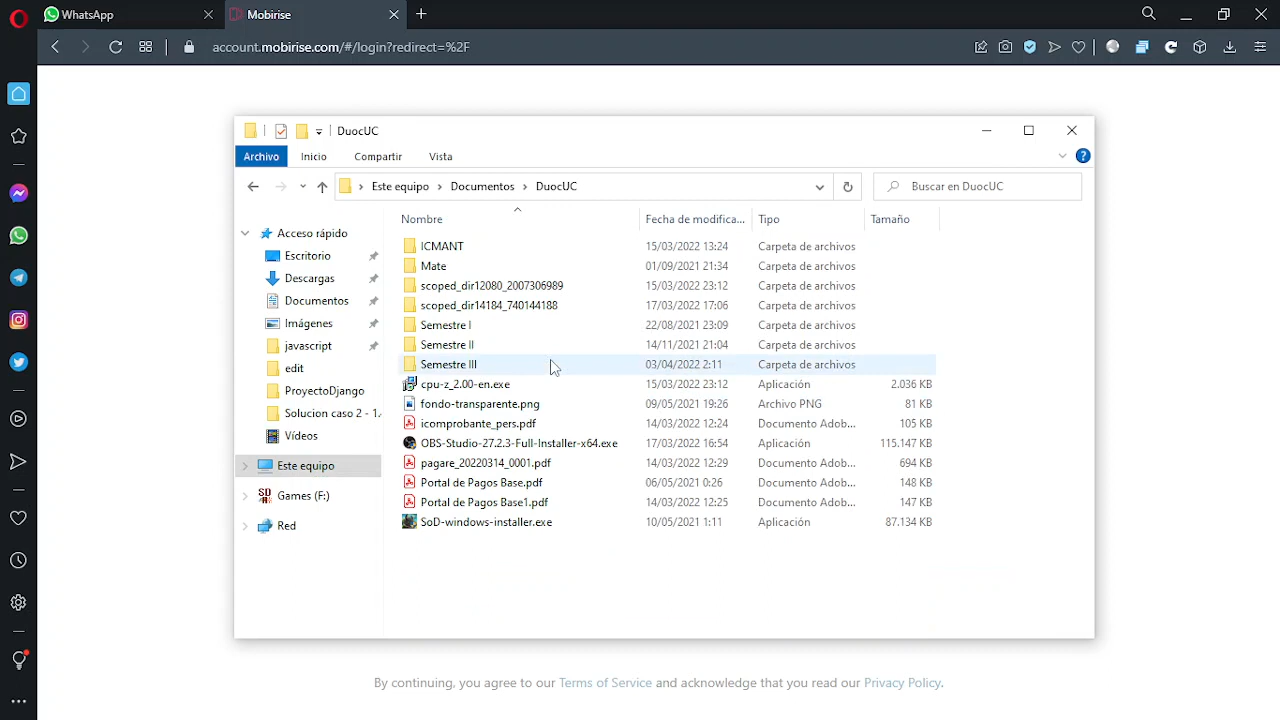 WhatsApp
Mobirise
account.mobirise.com/#/login?redirect=%2F
DuocUC
Archivo Inicio Compartir Vista
Este equipo Documentos DuocUC
Buscar en DuocUC
Nombre Fecha de modifica... Tipo Tamaño
Acceso rápido
Escritorio
Descargas
Documentos
Imágenes
javascript
edit
ProyectoDjango
Solucion caso 2 - 1.
Vídeos
Este equipo
Games (F:)
Red
ICMANT 15/03/2022 13:24 Carpeta de archivos
Mate 01/09/2021 21:34 Carpeta de archivos
scoped_dir12080_2007306989 15/03/2022 23:12 Carpeta de archivos
scoped_dir14184_740144188 17/03/2022 17:06 Carpeta de archivos
Semestre I 22/08/2021 23:09 Carpeta de archivos
Semestre II 14/11/2021 21:04 Carpeta de archivos
Semestre III 03/04/2022 2:11 Carpeta de archivos
cpu-z_2.00-en.exe 15/03/2022 23:12 Aplicación 2.036 KB
fondo-transparente.png 09/05/2021 19:26 Archivo PNG 81 KB
icomprobante_pers.pdf 14/03/2022 12:24 Documento Adob... 105 KB
OBS-Studio-27.2.3-Full-Installer-x64.exe 17/03/2022 16:54 Aplicación 115.147 KB
pagare_20220314_0001.pdf 14/03/2022 12:29 Documento Adob... 694 KB
Portal de Pagos Base.pdf 06/05/2021 0:26 Documento Adob... 148 KB
Portal de Pagos Base1.pdf 14/03/2022 12:25 Documento Adob... 147 KB
SoD-windows-installer.exe 10/05/2021 1:11 Aplicación 87.134 KB
By continuing, you agree to our Terms of Service and acknowledge that you read our Privacy Policy.